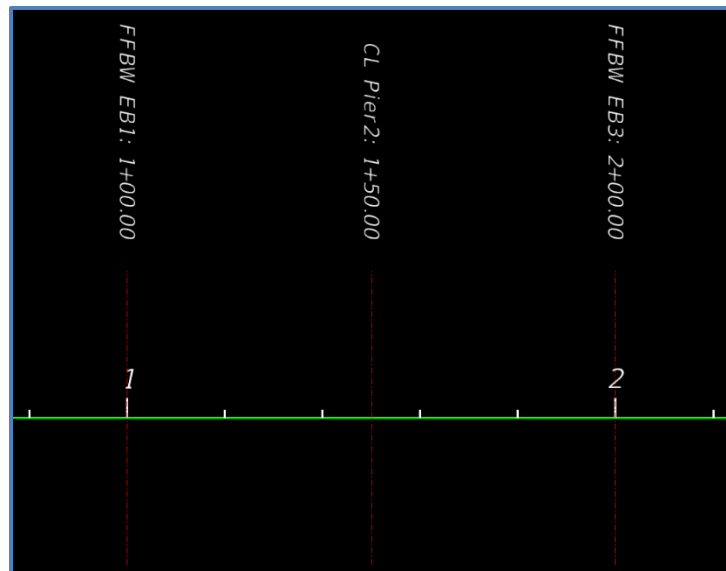 FFBW EB1: 1+00.00
CL Pier2: 1+50.00
FFBW EB3: 2+00.00
1
2